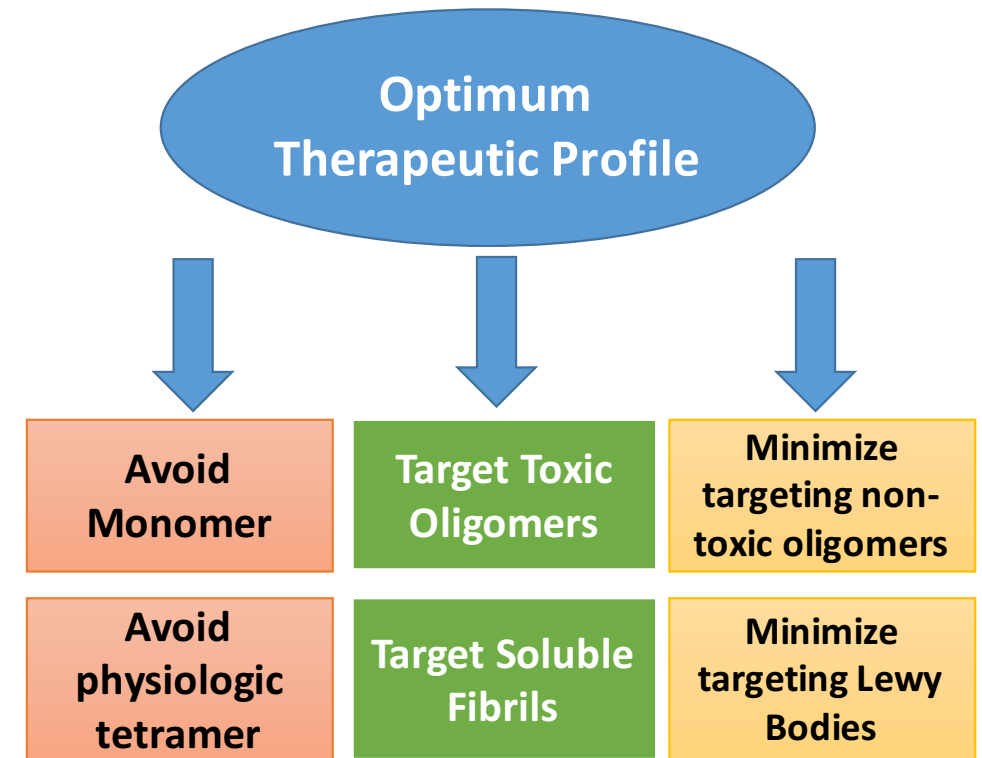 Optimum
Therapeutic Profile
Avoid
Monomer
Target Toxic
Oligomers
Minimize
targeting non-
toxic oligomers
Avoid
physiologic
tetramer
Target Soluble
Fibrils
Minimize
targeting Lewy
Bodies